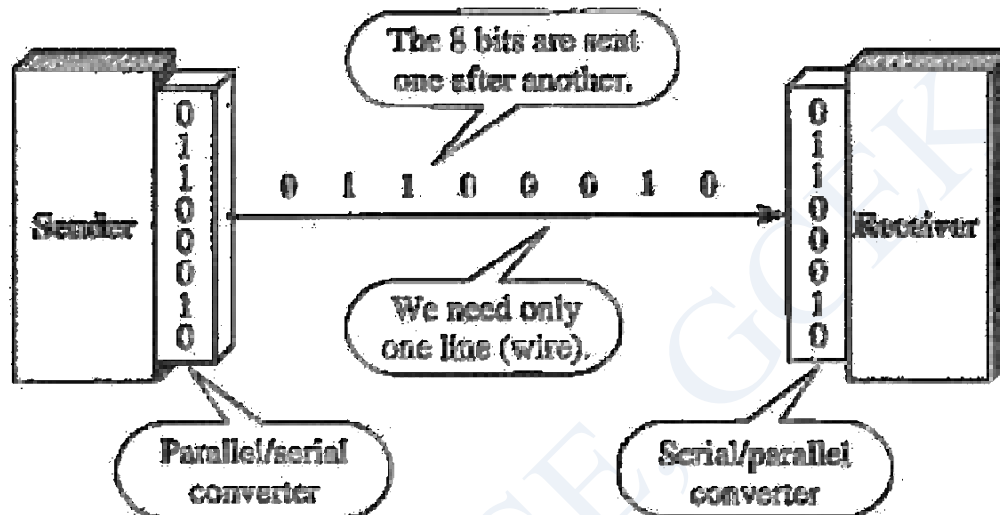 The 8 bits are sent
one after another.
0
1
1
0
0
0
1
0
Sender
0 1 1 0 0 0 1 0
0
1
1
0
0
0
1
0
Receiver
We need only
one line (wire).
Parallel/serial
converter
Serial/parallel
converter